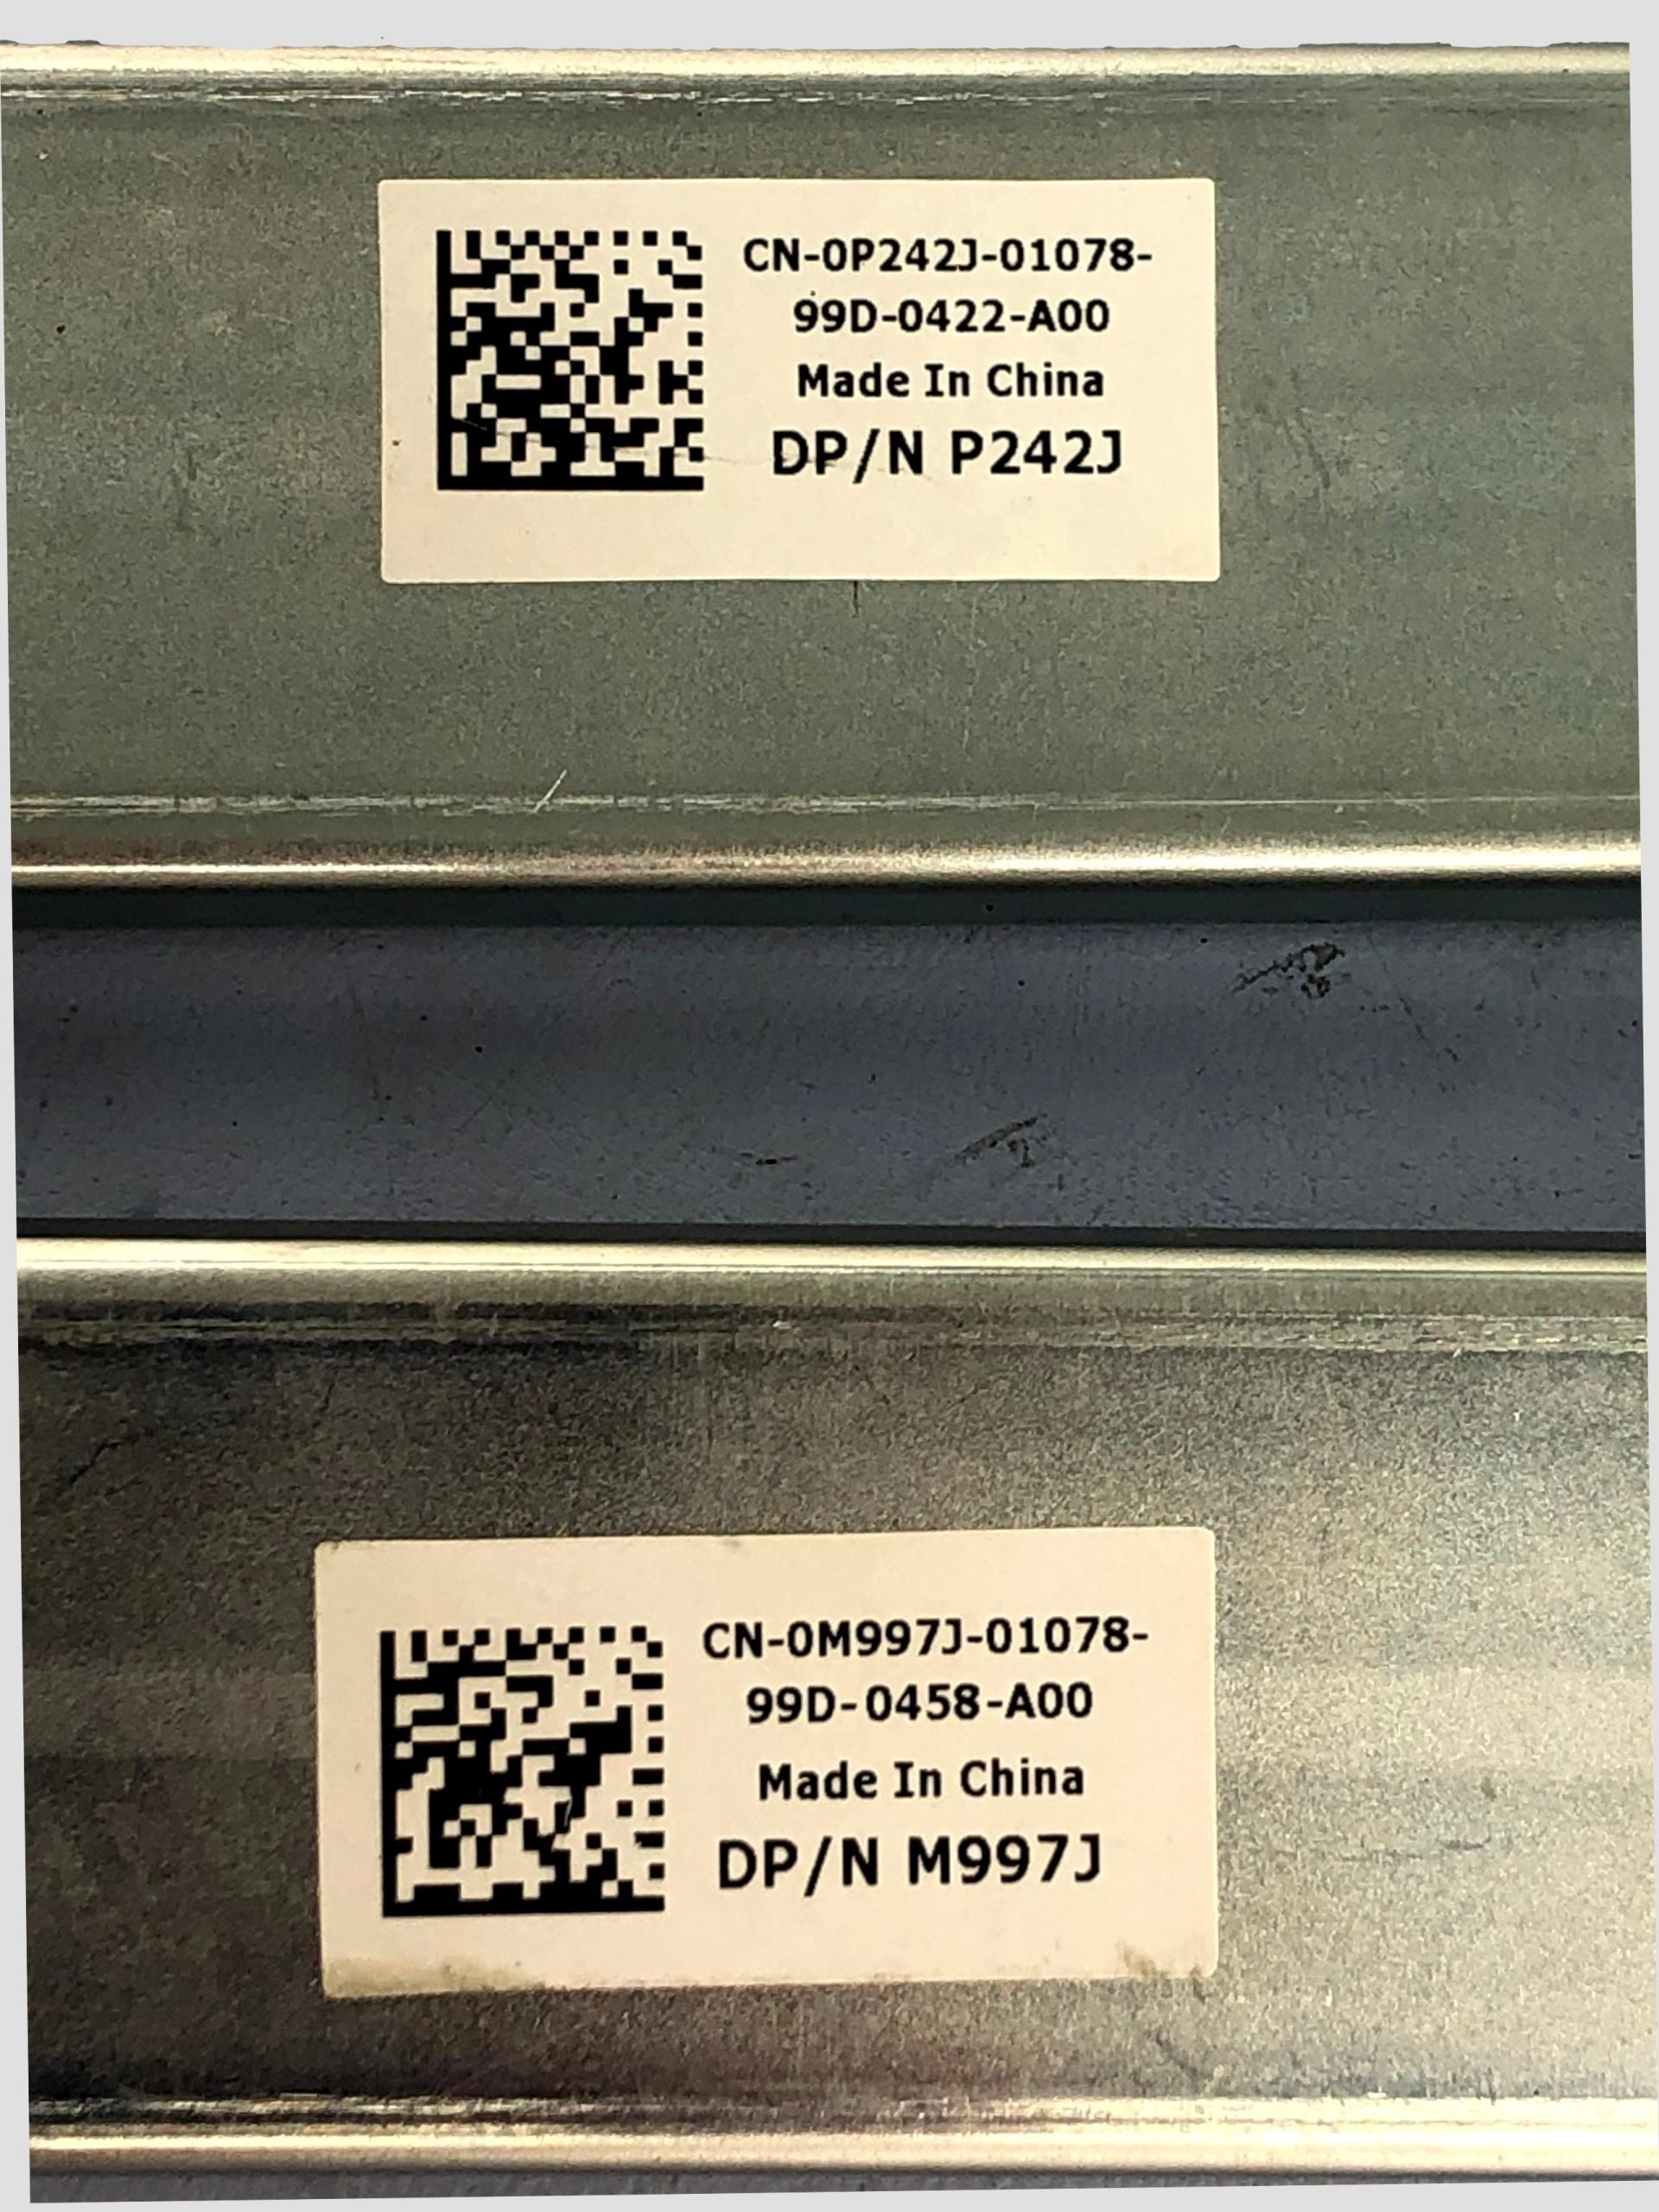 CN-0P242J-01078-
99D-0422-A00
Made In China
DP/N P242J
CN-0M997J-01078-
99D-0458-A00
Made In China
DP/N M997J